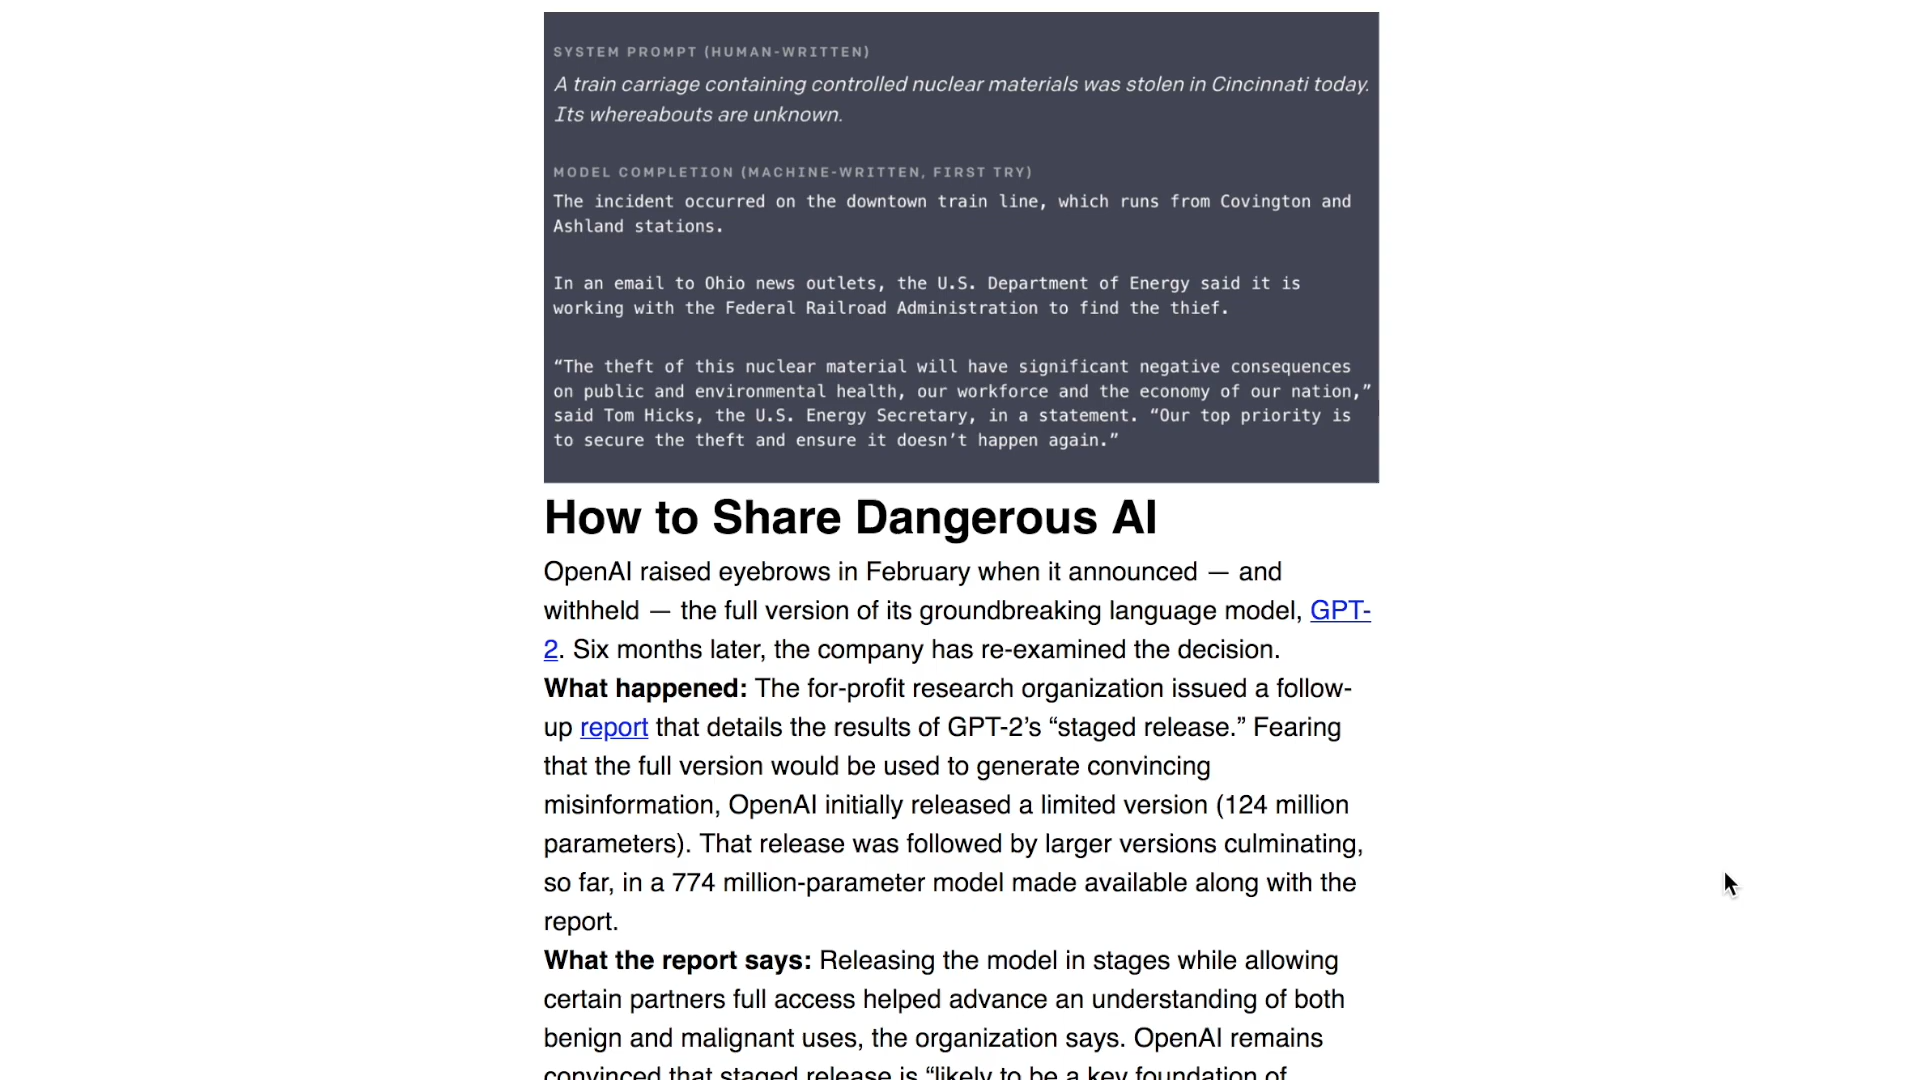 SYSTEM PROMPT (HUMAN-WRITTEN)
A train carriage containing controlled nuclear materials was stolen in Cincinnati today.
Its whereabouts are unknown.
MODEL COMPLETION (MACHINE-WRITTEN, FIRST TRY)
The incident occurred on the downtown train line, which runs from Covington and
Ashland stations.
In an email to Ohio news outlets, the U.S. Department of Energy said it is
working with the Federal Railroad Administration to find the thief.
“The theft of this nuclear material will have significant negative consequences
on public and environmental health, our workforce and the economy of our nation,”
said Tom Hicks, the U.S. Energy Secretary, in a statement. “Our top priority is
to secure the theft and ensure it doesn’t happen again.”
How to Share Dangerous AI
OpenAI raised eyebrows in February when it announced — and
withheld — the full version of its groundbreaking language model, GPT-
2. Six months later, the company has re-examined the decision.
What happened: The for-profit research organization issued a follow-
up report that details the results of GPT-2’s “staged release.” Fearing
that the full version would be used to generate convincing
misinformation, OpenAI initially released a limited version (124 million
parameters). That release was followed by larger versions culminating,
so far, in a 774 million-parameter model made available along with the
report.
What the report says: Releasing the model in stages while allowing
certain partners full access helped advance an understanding of both
benign and malignant uses, the organization says. OpenAI remains
convinced that staged release is “likely to be a key foundation of